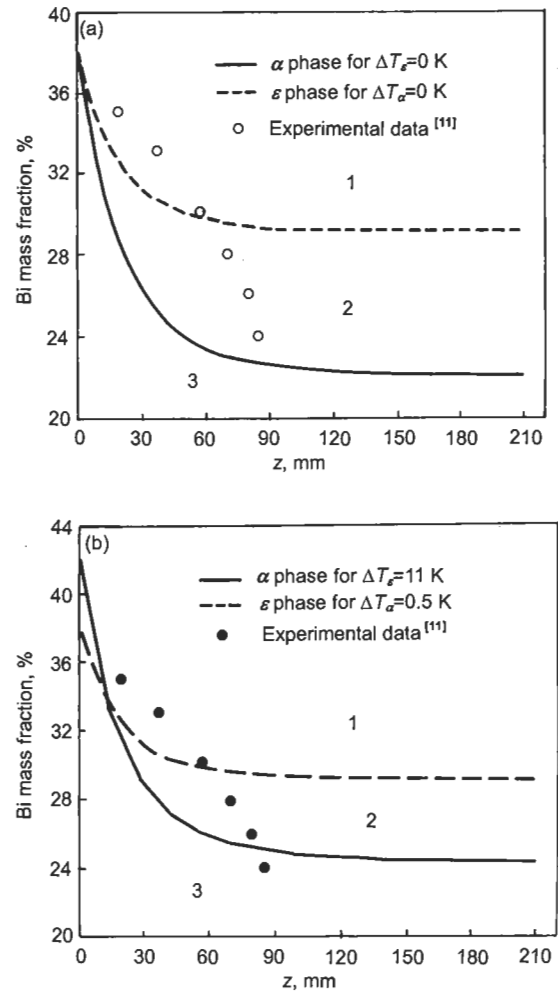 40
(a)
α phase for ΔTε=0 K
ε phase for ΔTα=0 K
Experimental data [11]
36
32
28
24
20
Bi mass fraction, %
1
2
3
0 30 60 90 120 150 180 210
z, mm
44
(b)
α phase for ΔTε=11 K
ε phase for ΔTα=0.5 K
Experimental data [11]
40
36
32
28
24
20
Bi mass fraction, %
1
2
3
0 30 60 90 120 150 180 210
z, mm